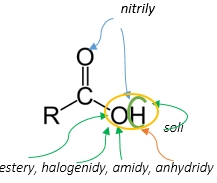 nitrily
O
C
R
OH
soli
estery, halogenidy, amidy, anhydridy